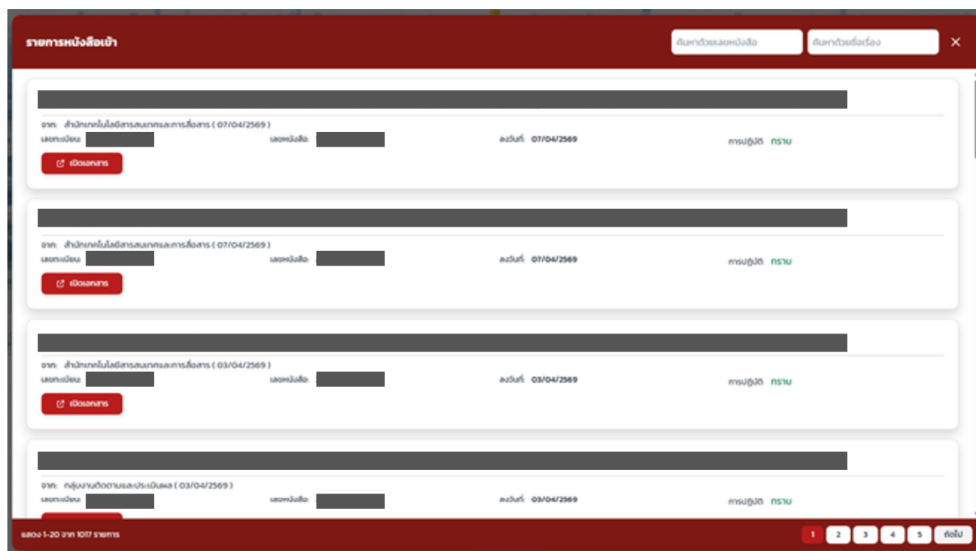 รายการหนังสือเข้า
ค้นหาด้วยเลขหนังสือ ค้นหาด้วยชื่อเรื่อง ×
จาก: สำนักเทคโนโลยีสารสนเทศและการสื่อสาร ( 07/04/2569 )
เลขทะเบียน: เลขหนังสือ: ลงวันที่: 07/04/2569 การปฏิบัติ: ทราบ
เปิดเอกสาร
จาก: สำนักเทคโนโลยีสารสนเทศและการสื่อสาร ( 07/04/2569 )
เลขทะเบียน: เลขหนังสือ: ลงวันที่: 07/04/2569 การปฏิบัติ: ทราบ
เปิดเอกสาร
จาก: สำนักเทคโนโลยีสารสนเทศและการสื่อสาร ( 03/04/2569 )
เลขทะเบียน: เลขหนังสือ: ลงวันที่: 03/04/2569 การปฏิบัติ: ทราบ
เปิดเอกสาร
จาก: กลุ่มงานติดตามและประเมินผล ( 03/04/2569 )
เลขทะเบียน: เลขหนังสือ: ลงวันที่: 03/04/2569 การปฏิบัติ: ทราบ
แสดง 1-20 จาก 1017 รายการ 1 2 3 4 5 ถัดไป